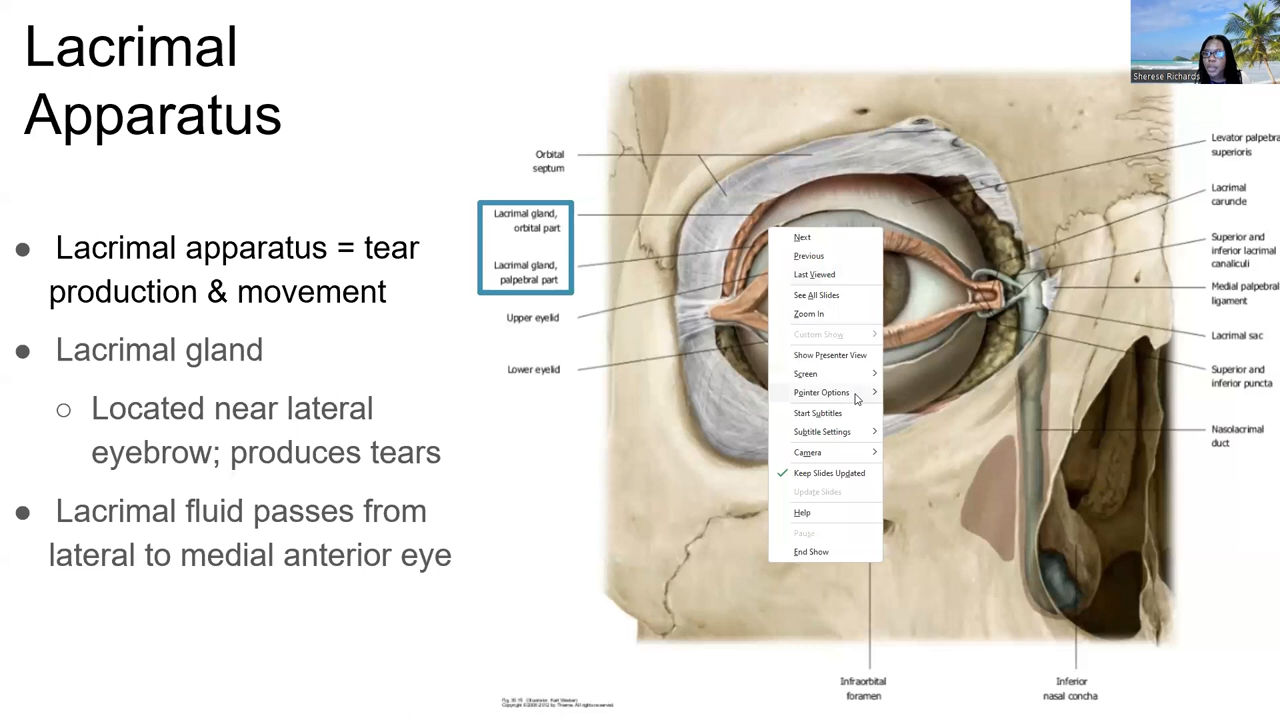 Lacrimal
Apparatus
● Lacrimal apparatus = tear
production & movement
● Lacrimal gland
○ Located near lateral
eyebrow; produces tears
● Lacrimal fluid passes from
lateral to medial anterior eye
Orbital
septum
Lacrimal gland,
orbital part
Lacrimal gland,
palpebral part
Upper eyelid
Lower eyelid
Next
Previous
Last Viewed
See All Slides
Zoom In
Custom Show
Show Presenter View
Screen
Pointer Options
Start Subtitles
Subtitle Settings
Camera
Keep Slides Updated
Update Slides
Help
Pause
End Show
Sherese Richards
Levator palpebra
superioris
Lacrimal
caruncle
Superior and
inferior lacrimal
canaliculi
Medial palpebral
ligament
Lacrimal sac
Superior and
inferior puncta
Nasolacrimal
duct
Infraorbital
foramen
Inferior
nasal concha